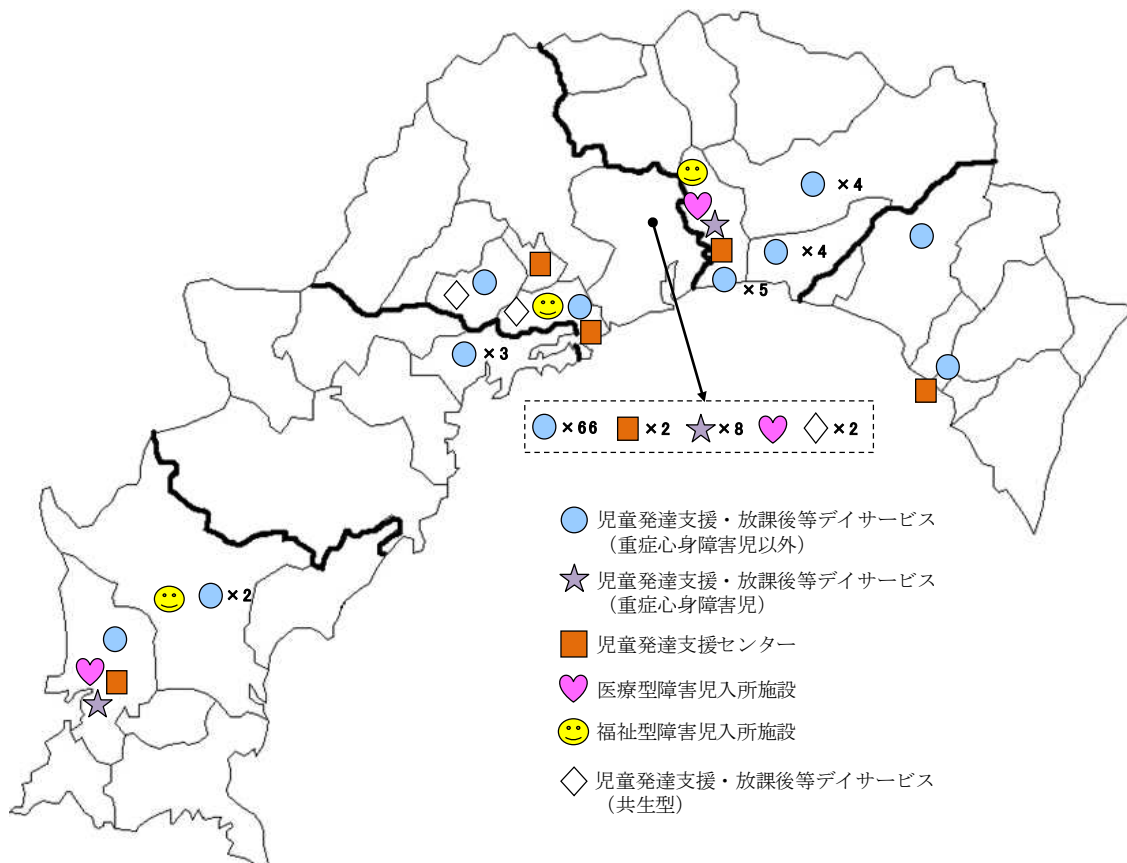 ×4
×4
×5
×3
×66 ×2 ×8 ×2
児童発達支援・放課後等デイサービス
（重症心身障害児以外）
児童発達支援・放課後等デイサービス
（重症心身障害児）
×2
児童発達支援センター
医療型障害児入所施設
福祉型障害児入所施設
児童発達支援・放課後等デイサービス
（共生型）